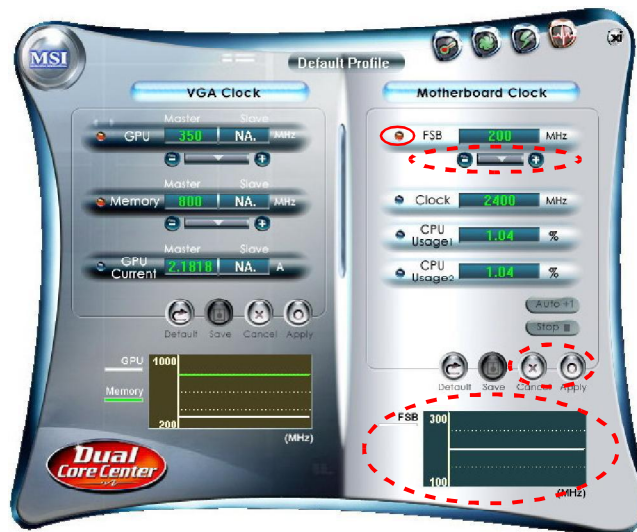 MSI
Default Profile
VGA Clock
Master Slave
GPU 350 NA. MHz
Master Slave
Memory 800 NA. MHz
Master Slave
GPU Current 2.1818 NA. A
Default Save Cancel Apply
GPU
Memory
1000
200
(MHz)
Dual
Core Center
Motherboard Clock
FSB 200 MHz
Clock 2400 MHz
CPU Usage1 1.04 %
CPU Usage2 1.04 %
Auto +1
Stop
Default Save Cancel Apply
FSB
300
100
(MHz)